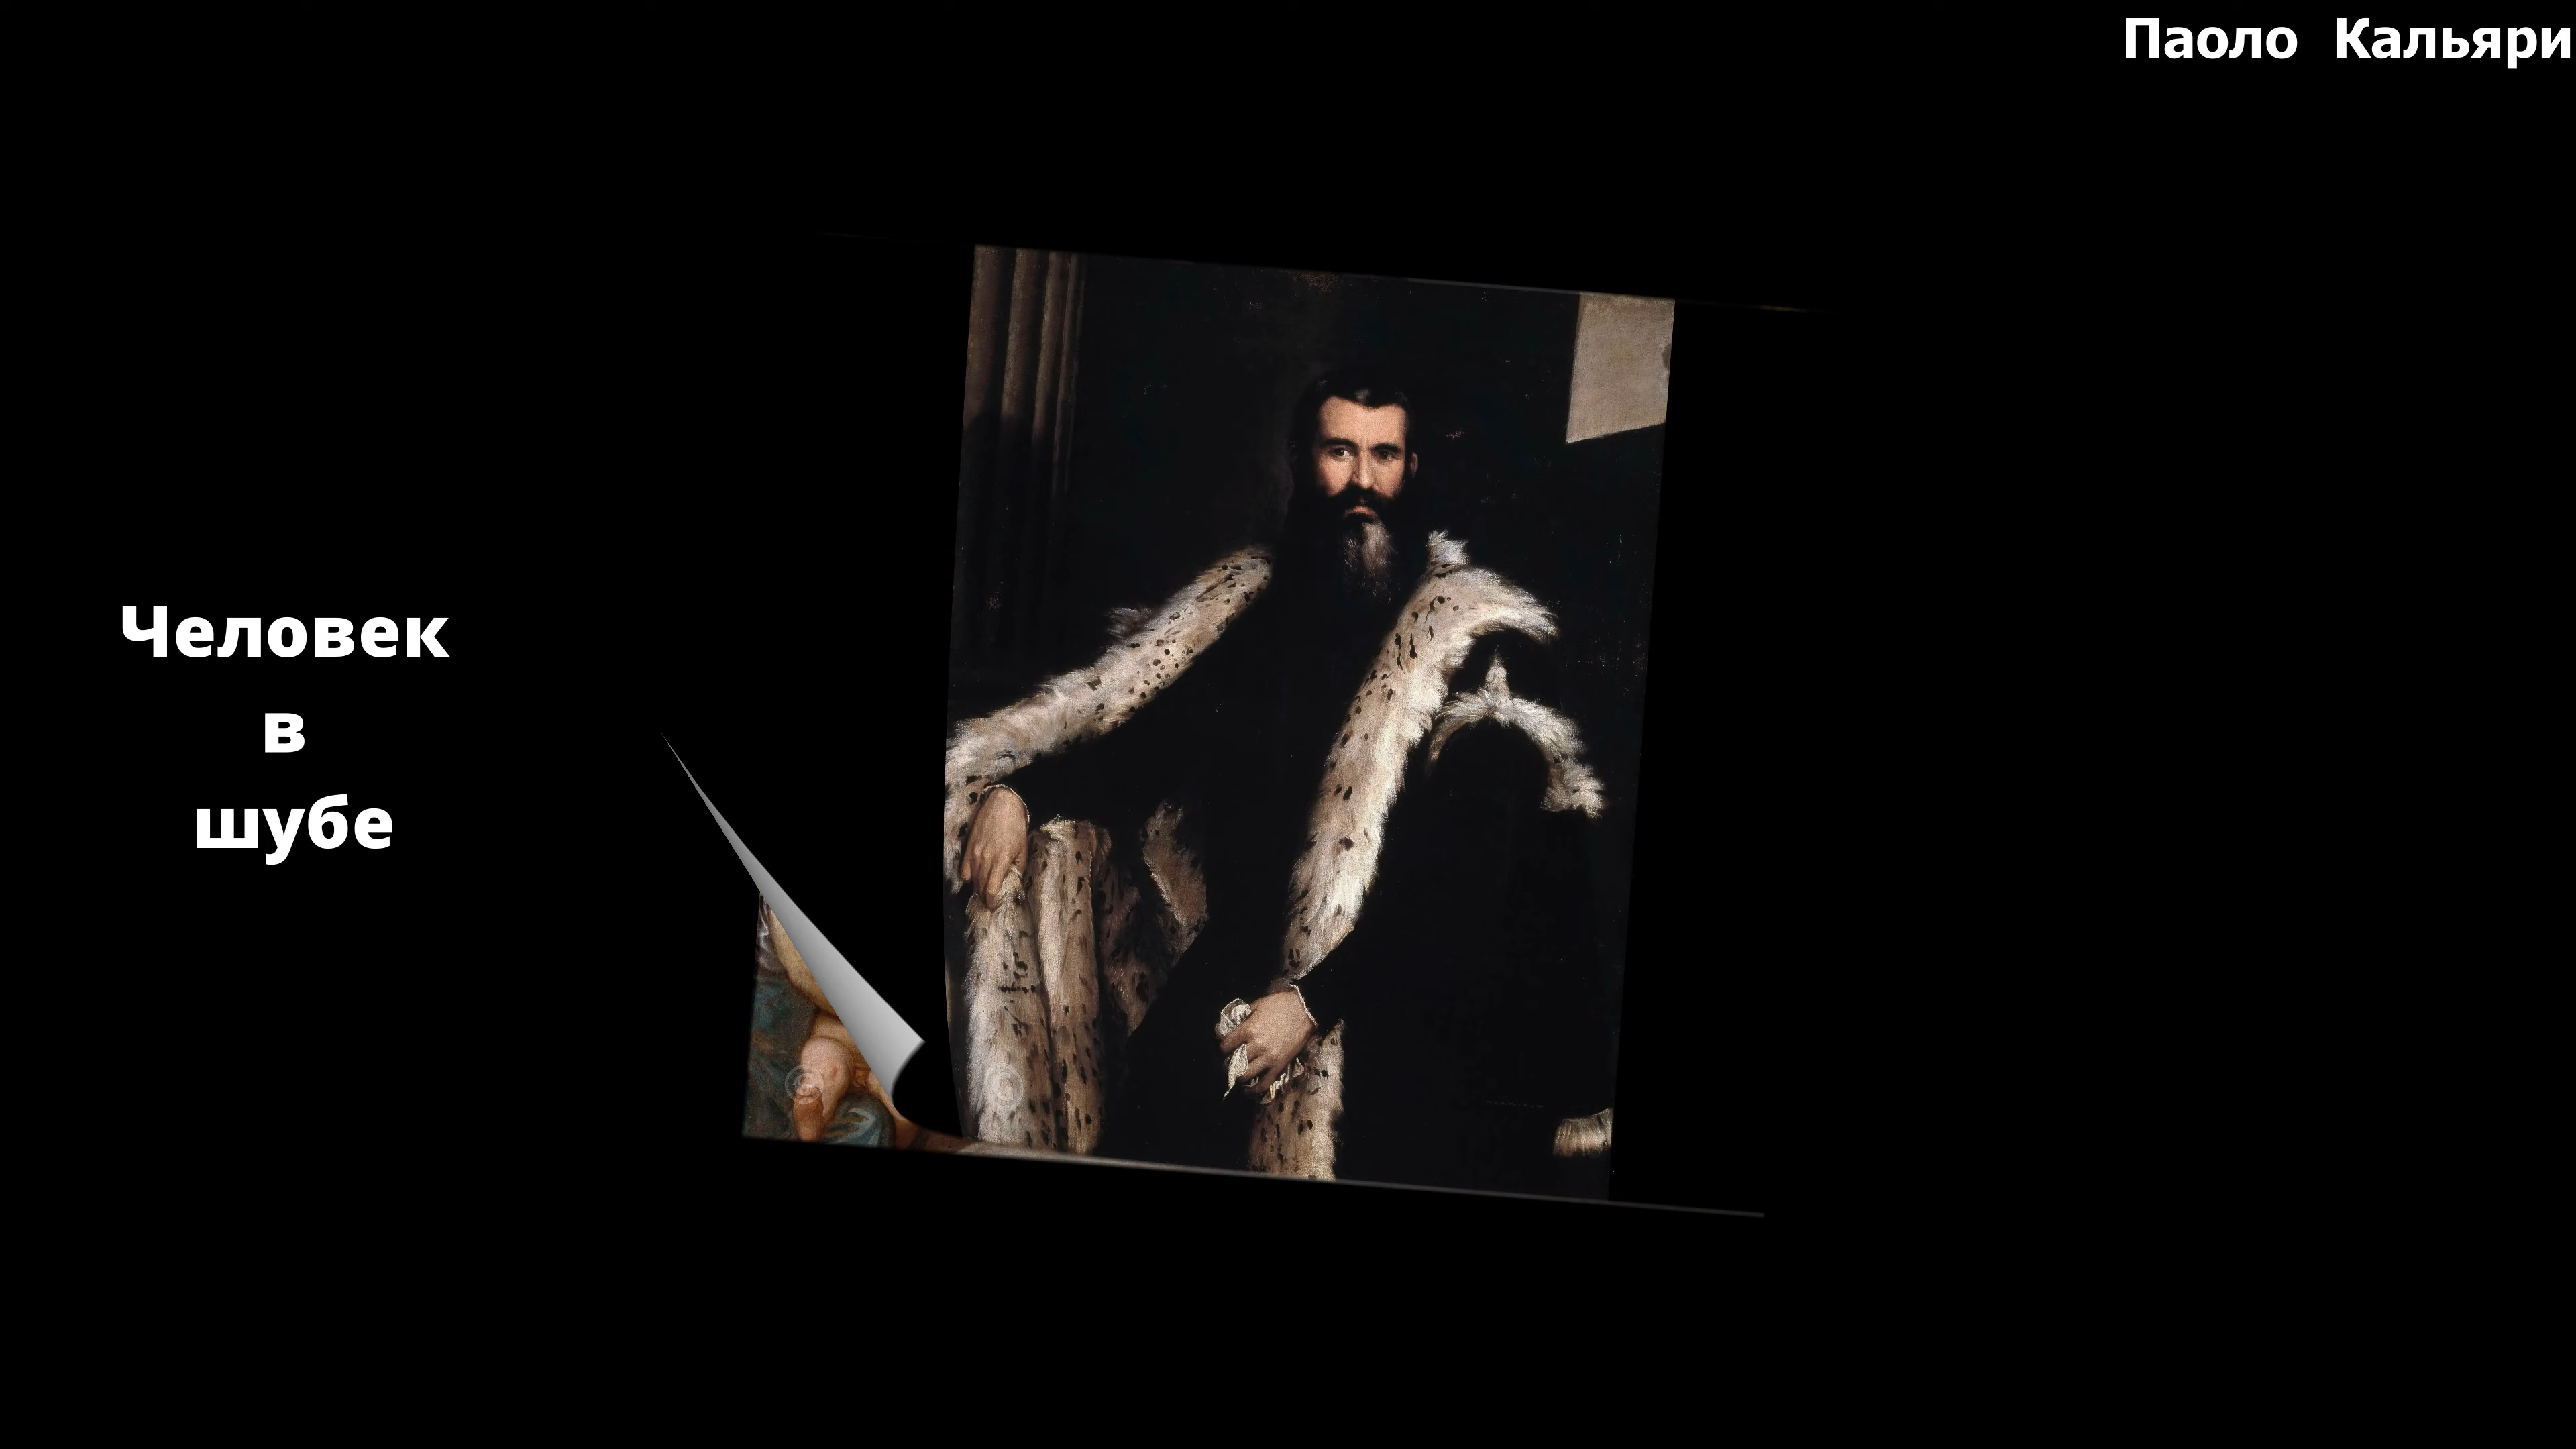 Паоло Кальяри
Человек
в
шубе